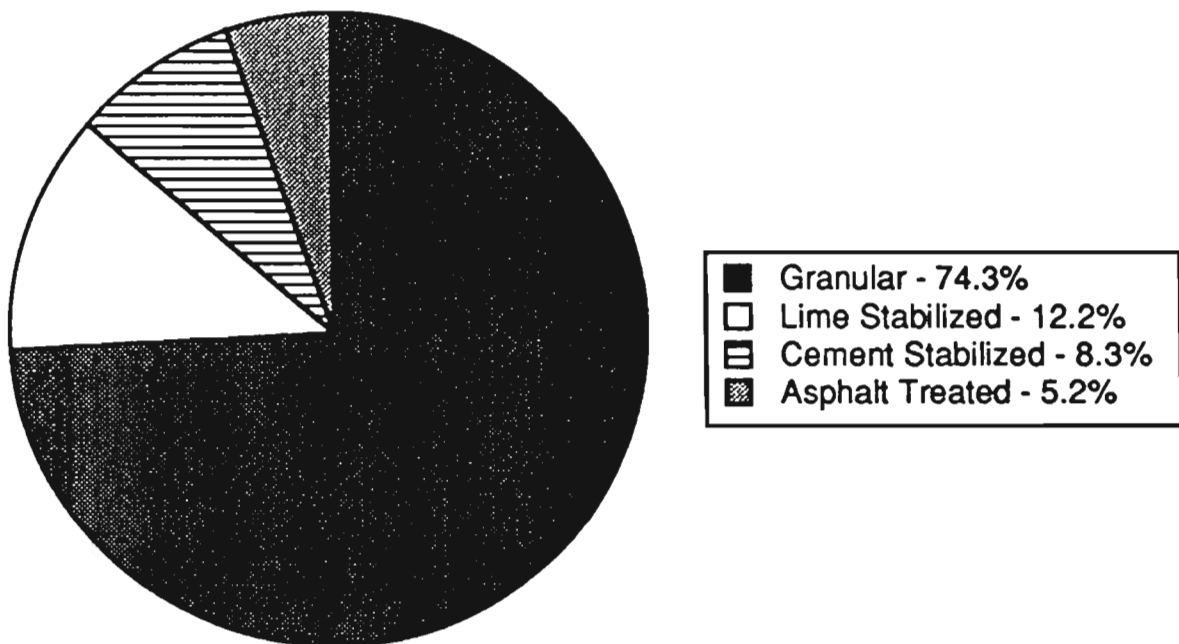 Granular - 74.3%
Lime Stabilized - 12.2%
Cement Stabilized - 8.3%
Asphalt Treated - 5.2%